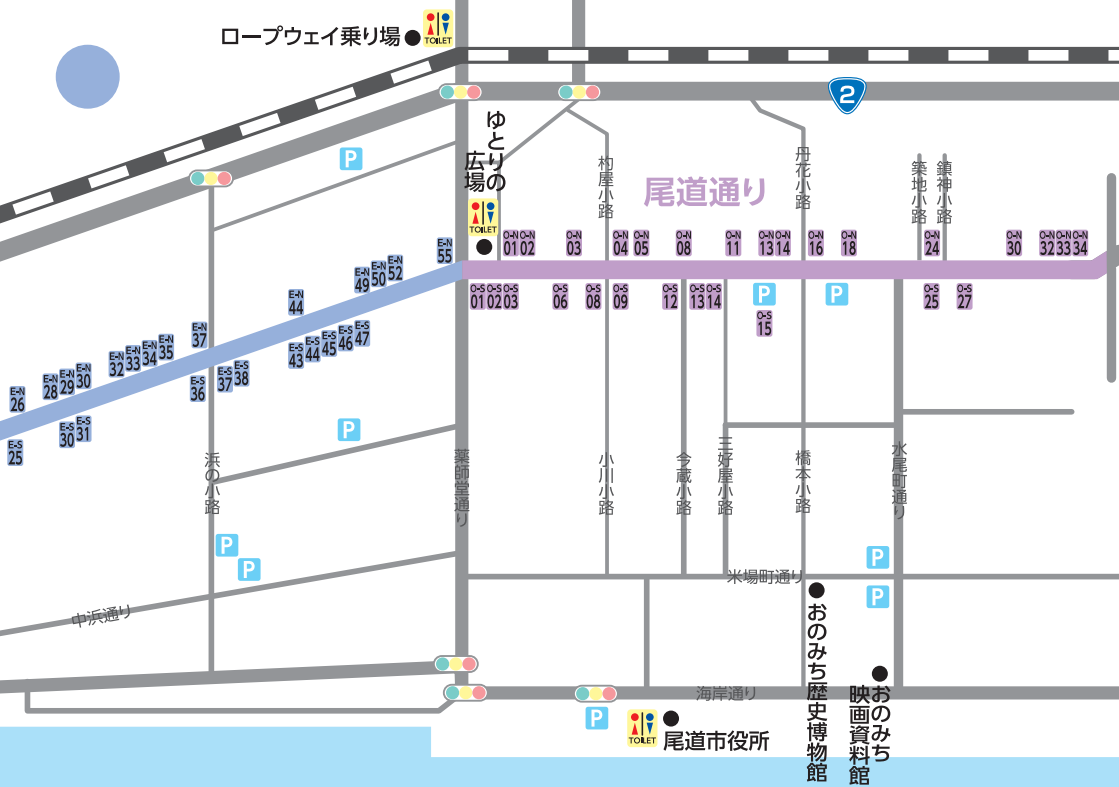 ロープウェイ乗り場
TOILET
2
P
ゆとりの
広場
TOILET
杓屋小路
尾道通り
丹花小路
築地小路
鎮神小路
E-N 55
O-N 01
O-N 02
O-N 03
O-N 04
O-N 05
O-N 08
O-N 11
O-N 13
O-N 14
O-N 16
O-N 18
O-N 24
O-N 30
O-N 32
O-N 33
O-N 34
O-S 01
O-S 02
O-S 03
O-S 06
O-S 08
O-S 09
O-S 12
O-S 13
O-S 14
P
O-S 15
P
O-S 25
O-S 27
E-N 26
E-N 28
E-N 29
E-N 30
E-N 32
E-N 33
E-N 34
E-N 35
E-N 37
E-N 44
E-N 49
E-N 50
E-N 52
E-S 25
E-S 30
E-S 31
E-S 36
E-S 37
E-S 38
E-S 43
E-S 44
E-S 45
E-S 46
E-S 47
P
浜の小路
薬師堂通り
小川小路
今蔵小路
三好屋小路
橋本小路
水尾町通り
P
P
P
P
中浜通り
米場町通り
海岸通り
おのみち歴史博物館
おのみち
映画資料館
P
TOILET
尾道市役所